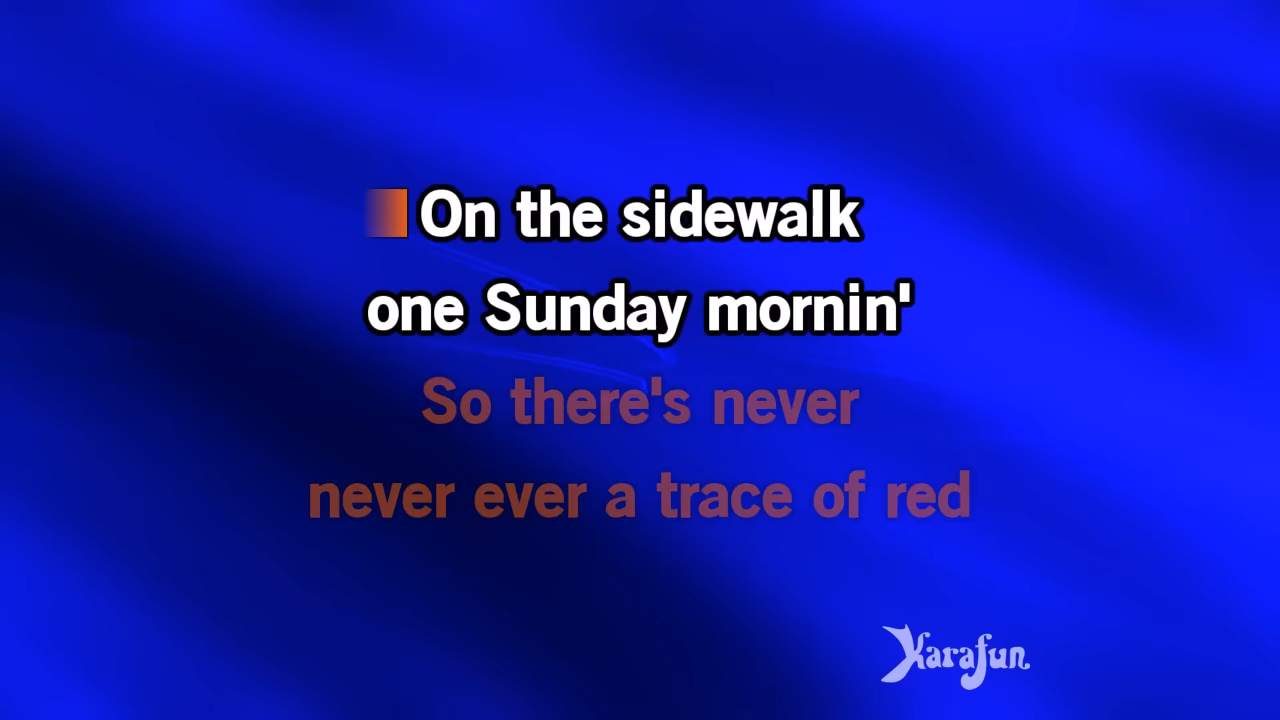 On the sidewalk
one Sunday mornin'
So there's never
never ever a trace of red
Karafun